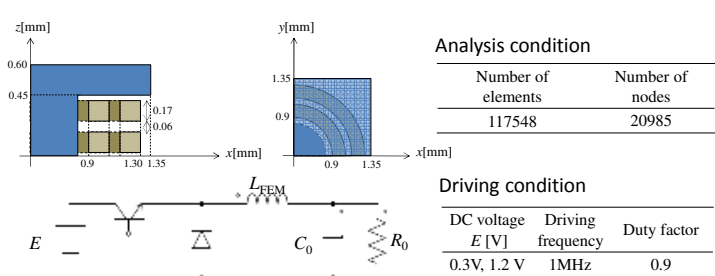 z[mm]
0.60
0.45
0.17
0.06
0.9
1.30
1.35
x[mm]
y[mm]
1.35
0.9
0.9
1.35
x[mm]
Analysis condition
Number of elements
Number of nodes
117548
20985
E
L_FEM
C₀
R₀
Driving condition
DC voltage E [V]
Driving frequency
Duty factor
0.3V, 1.2 V
1MHz
0.9